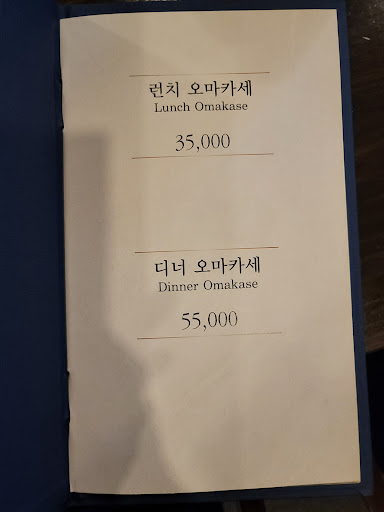 런치 오마카세
Lunch Omakase
35,000
디너 오마카세
Dinner Omakase
55,000